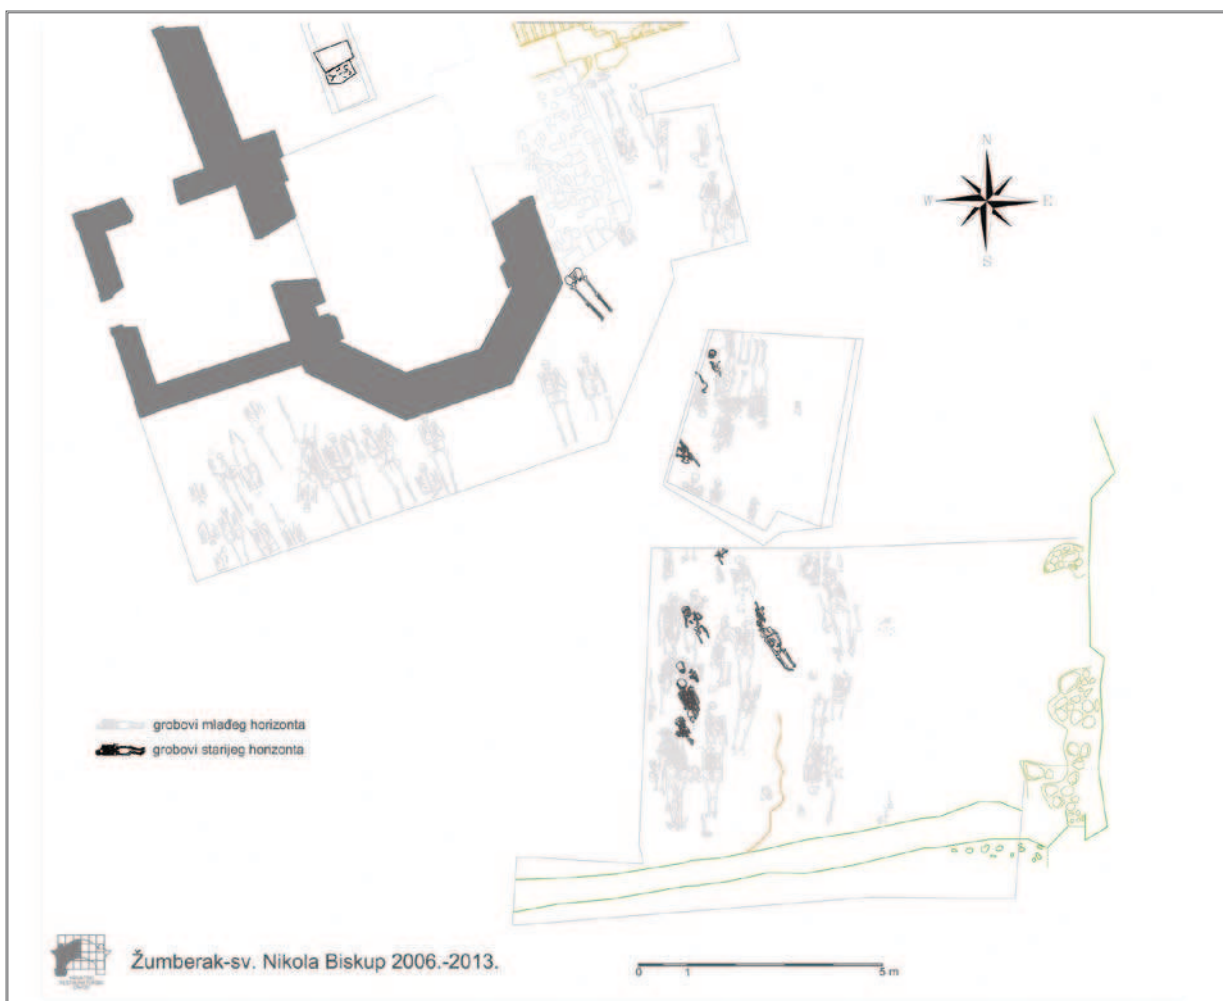 N
W E
S
grobovi mlađeg horizonta
grobovi starijeg horizonta
Žumberak-sv. Nikola Biskup 2006.-2013.
0 1 5 m